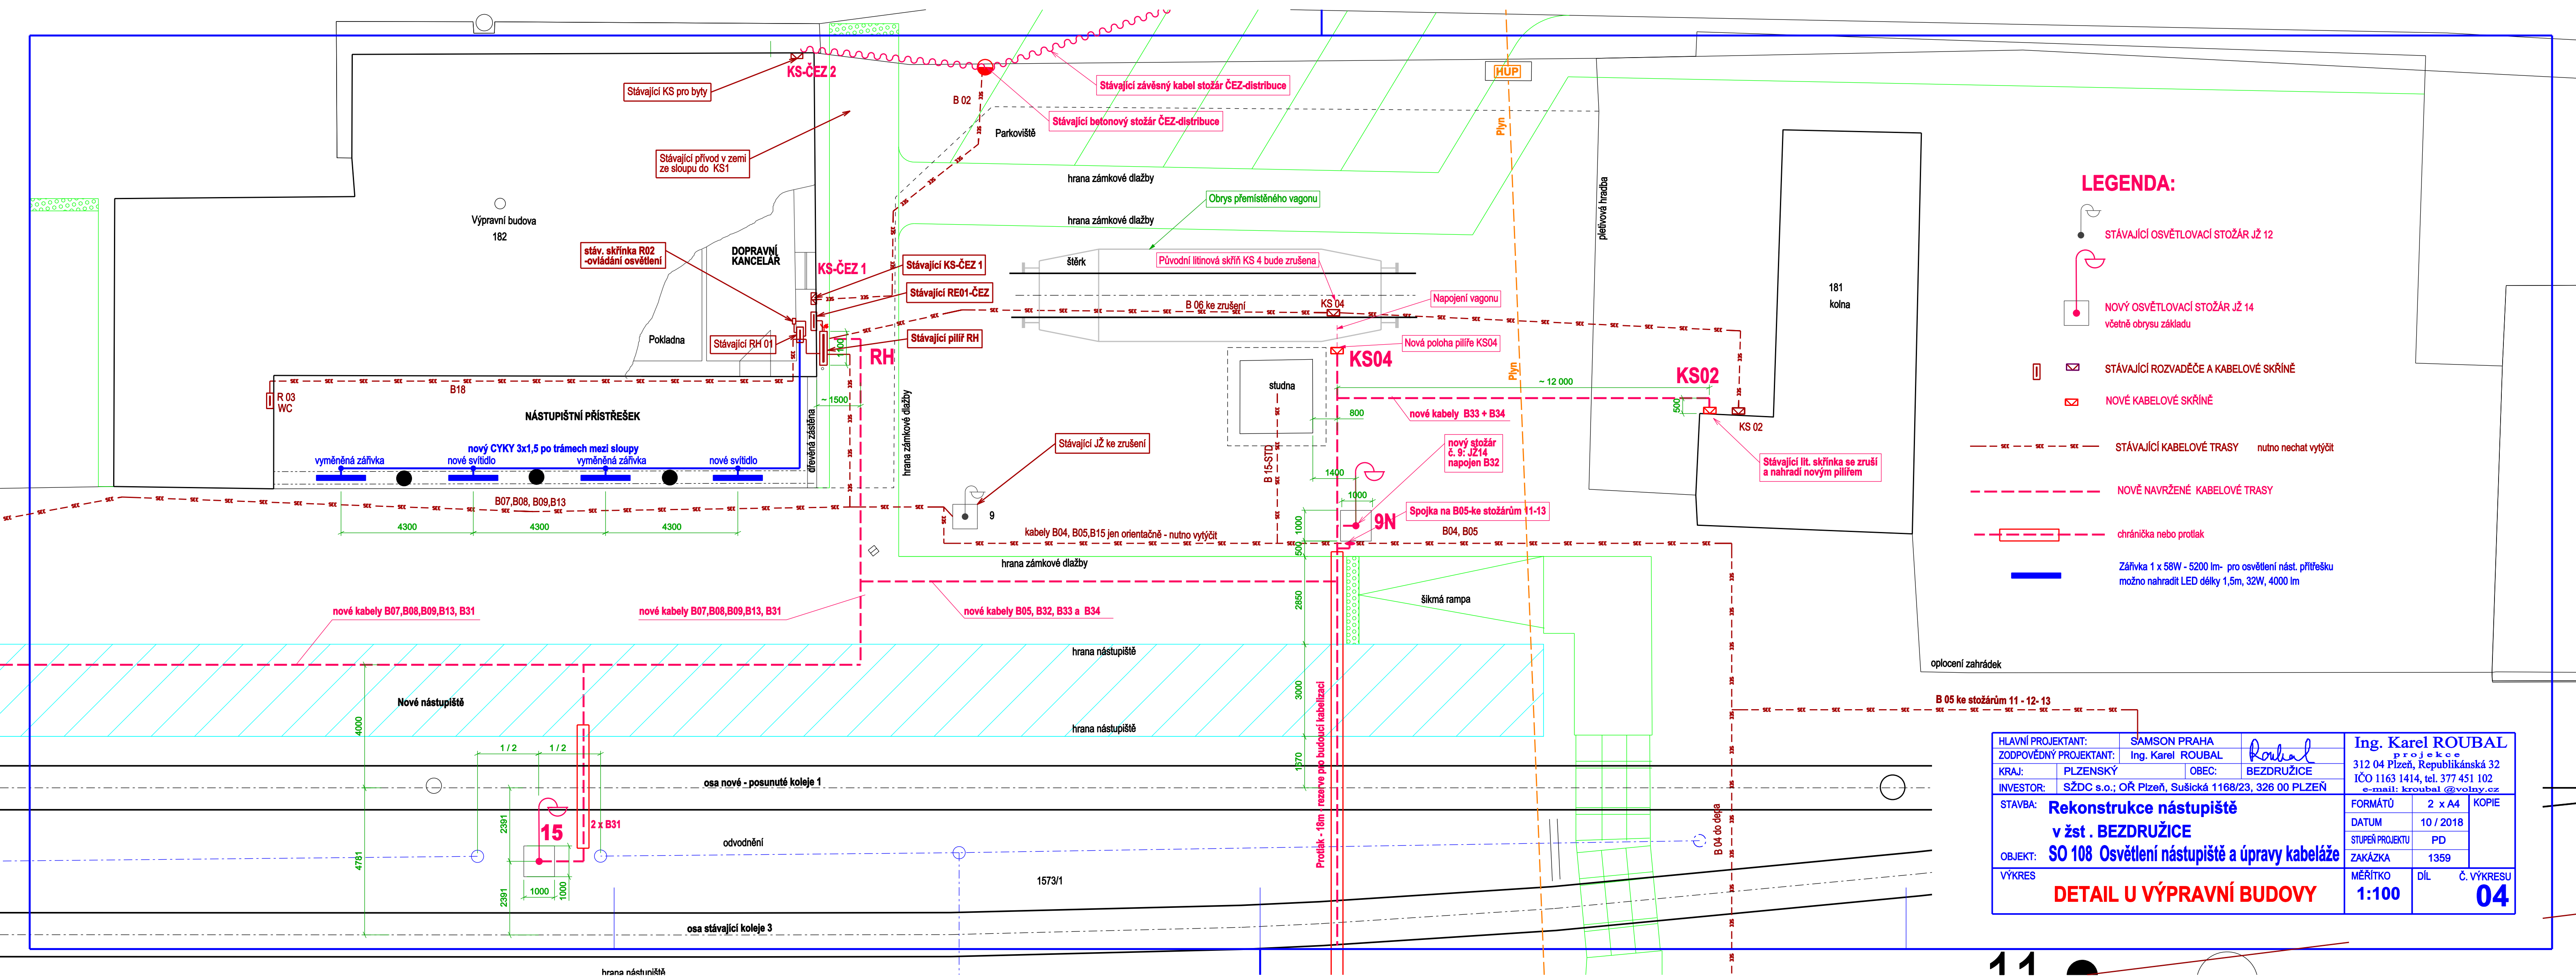 KS-ČEZ 2
Stávající KS pro byty
B 02
Stávající závěsný kabel stožár ČEZ-distribuce
Stávající betonový stožár ČEZ-distribuce
HUP
Plyn
Parkoviště
Stávající přívod v zemi
ze sloupu do KS1
hrana zámkové dlažby
Obrys přemístěného vagonu
hrana zámkové dlažby
pletivová hradba
Výpravní budova
182
stáv. skříňka R02
-ovládání osvětlení
DOPRAVNÍ
KANCELÁŘ
KS-ČEZ 1
Stávající KS-ČEZ 1
Stávající RE01-ČEZ
štěrk
Původní litinová skříň KS 4 bude zrušena
B 06 ke zrušení
KS 04
Napojení vagonu
181
kolna
Pokladna
Stávající RH 01
1100
Stávající pilíř RH
RH
Nová poloha pilíře KS04
KS04
Plyn
KS02
~ 12 000
studna
R 03
WC
B18
NÁSTUPIŠTNÍ PŘÍSTŘEŠEK
~ 1500
dřevěná zástěna
hrana zámkové dlažby
800
500
nové kabely B33 + B34
KS 02
nový CYKY 3x1,5 po trámech mezi sloupy
vyměněná zářivka
nové svítidlo
vyměněná zářivka
nové svítidlo
Stávající JŽ ke zrušení
B 15-STD
nový stožár
č. 9: JŽ14
napojen B32
Stávající lit. skříňka se zruší
a nahradí novým pilířem
1400
1000
B07,B08, B09,B13
4300
4300
4300
9
1000
500
9N
Spojka na B05-ke stožárům 11-13
kabely B04, B05,B15 jen orientačně - nutno vytýčit
B04, B05
hrana zámkové dlažby
nové kabely B07,B08,B09,B13, B31
nové kabely B07,B08,B09,B13, B31
nové kabely B05, B32, B33 a B34
2850
šikmá rampa
hrana nástupiště
oplocení zahrádek
Nové nástupiště
4000
3000
Protlak - 18m rezerve pro budoucí kabelizaci
B 05 ke stožárům 11 - 12- 13
hrana nástupiště
1 / 2
1 / 2
1670
osa nové - posunuté koleje 1
2391
4781
2391
15
2 x B31
odvodnění
B 04 do depa
1000
1000
1573/1
osa stávající koleje 3
hrana nástupiště
11
LEGENDA:
STÁVAJÍCÍ OSVĚTLOVACÍ STOŽÁR JŽ 12
NOVÝ OSVĚTLOVACÍ STOŽÁR JŽ 14
včetně obrysu základu
STÁVAJÍCÍ ROZVADĚČE A KABELOVÉ SKŘÍNĚ
NOVÉ KABELOVÉ SKŘÍNĚ
STÁVAJÍCÍ KABELOVÉ TRASY nutno nechat vytýčit
NOVĚ NAVRŽENÉ KABELOVÉ TRASY
chránička nebo protlak
Zářivka 1 x 58W - 5200 lm- pro osvětlení nást. přítřešku
možno nahradit LED délky 1,5m, 32W, 4000 lm
HLAVNÍ PROJEKTANT: SAMSON PRAHA
ZODPOVĚDNÝ PROJEKTANT: Ing. Karel ROUBAL
Roubal
KRAJ: PLZENSKÝ OBEC: BEZDRUŽICE
INVESTOR: SŽDC s.o.; OŘ Plzeň, Sušická 1168/23, 326 00 PLZEŇ
Ing. Karel ROUBAL
projekce
312 04 Plzeň, Republikánská 32
IČO 1163 1414, tel. 377 451 102
e-mail: kroubal @volny.cz
STAVBA: Rekonstrukce nástupiště
v žst . BEZDRUŽICE
OBJEKT: SO 108 Osvětlení nástupiště a úpravy kabeláže
FORMÁTŮ 2 x A4 KOPIE
DATUM 10 / 2018
STUPEŇ PROJEKTU PD
ZAKÁZKA 1359
VÝKRES
DETAIL U VÝPRAVNÍ BUDOVY
MĚŘÍTKO
1:100
DÍL
Č. VÝKRESU
04